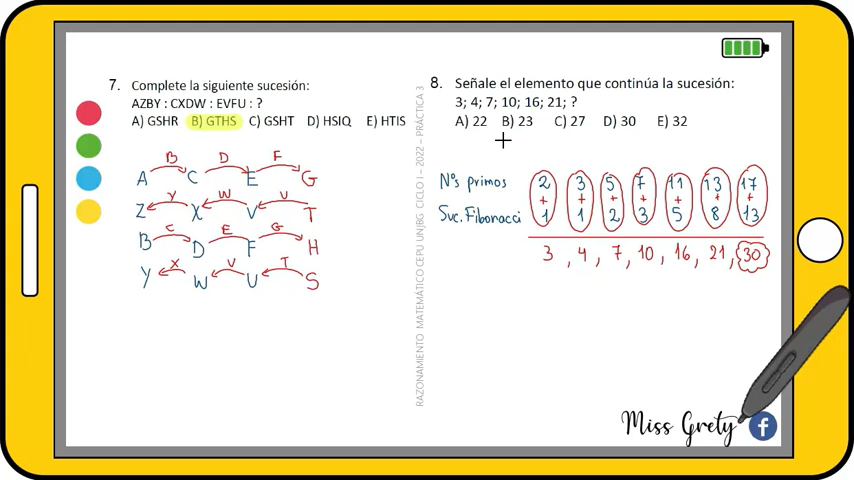 7. Complete la siguiente sucesión:
AZBY : CXDW : EVFU : ?
A) GSHR B) GTHS C) GSHT D) HSIQ E) HTIS
B D F
A C E G
Y W U
Z X V T
C E G
B D F H
X V T
Y W U S
RAZONAMIENTO MATEMÁTICO CEPU UNJBG CICLO I - 2022 – PRÁCTICA 3
8. Señale el elemento que continúa la sucesión:
3; 4; 7; 10; 16; 21; ?
A) 22 B) 23 C) 27 D) 30 E) 32
Nos primos 2 3 5 7 11 13 17
+ + + + + + +
Suc. Fibonacci 1 1 2 3 5 8 13
3 , 4 , 7 , 10 , 16 , 21 , 30
Miss Grety f